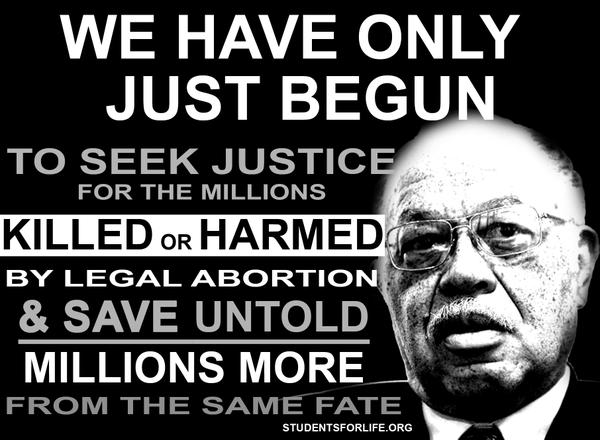 WE HAVE ONLY
JUST BEGUN
TO SEEK JUSTICE
FOR THE MILLIONS
KILLED OR HARMED
BY LEGAL ABORTION
& SAVE UNTOLD
MILLIONS MORE
FROM THE SAME FATE
STUDENTSFORLIFE.ORG